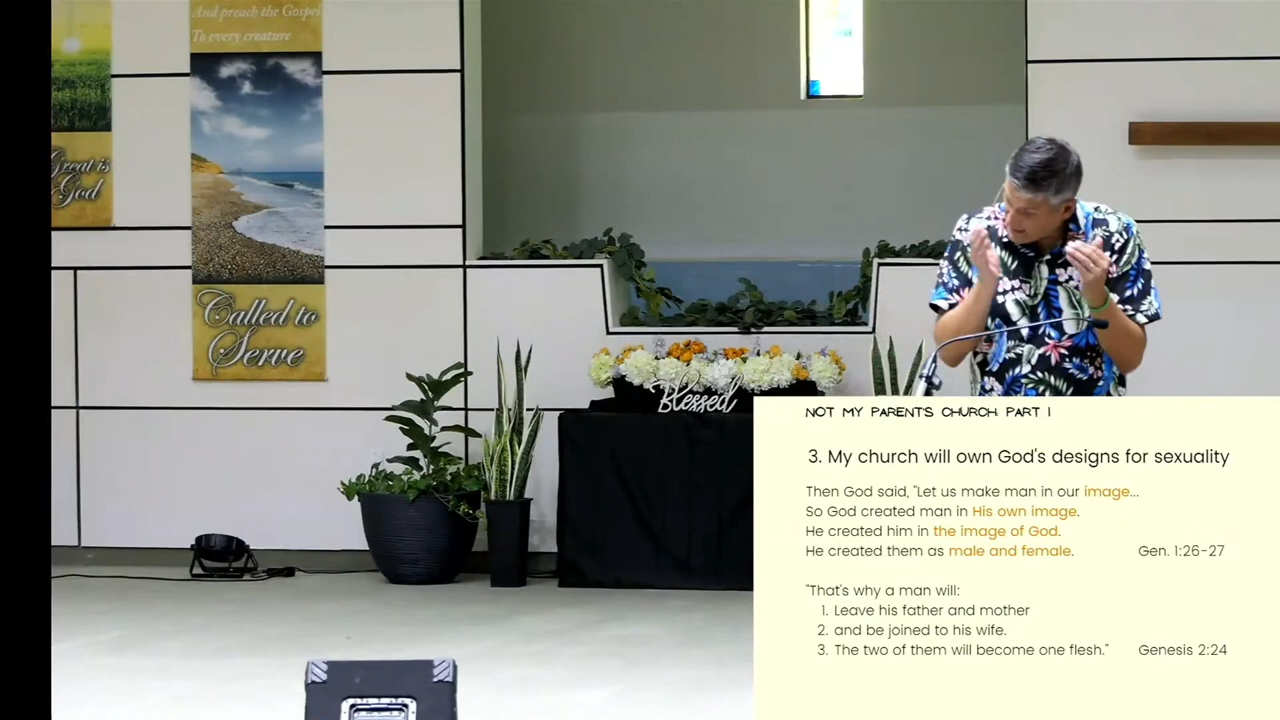 And preach the Gospel
To every creature
Great is
God
Called to
Serve
Blessed
NOT MY PARENT'S CHURCH: PART 1
3. My church will own God's designs for sexuality
Then God said, "Let us make man in our image...
So God created man in His own image.
He created him in the image of God.
He created them as male and female. Gen. 1:26-27
"That's why a man will:
1. Leave his father and mother
2. and be joined to his wife.
3. The two of them will become one flesh." Genesis 2:24